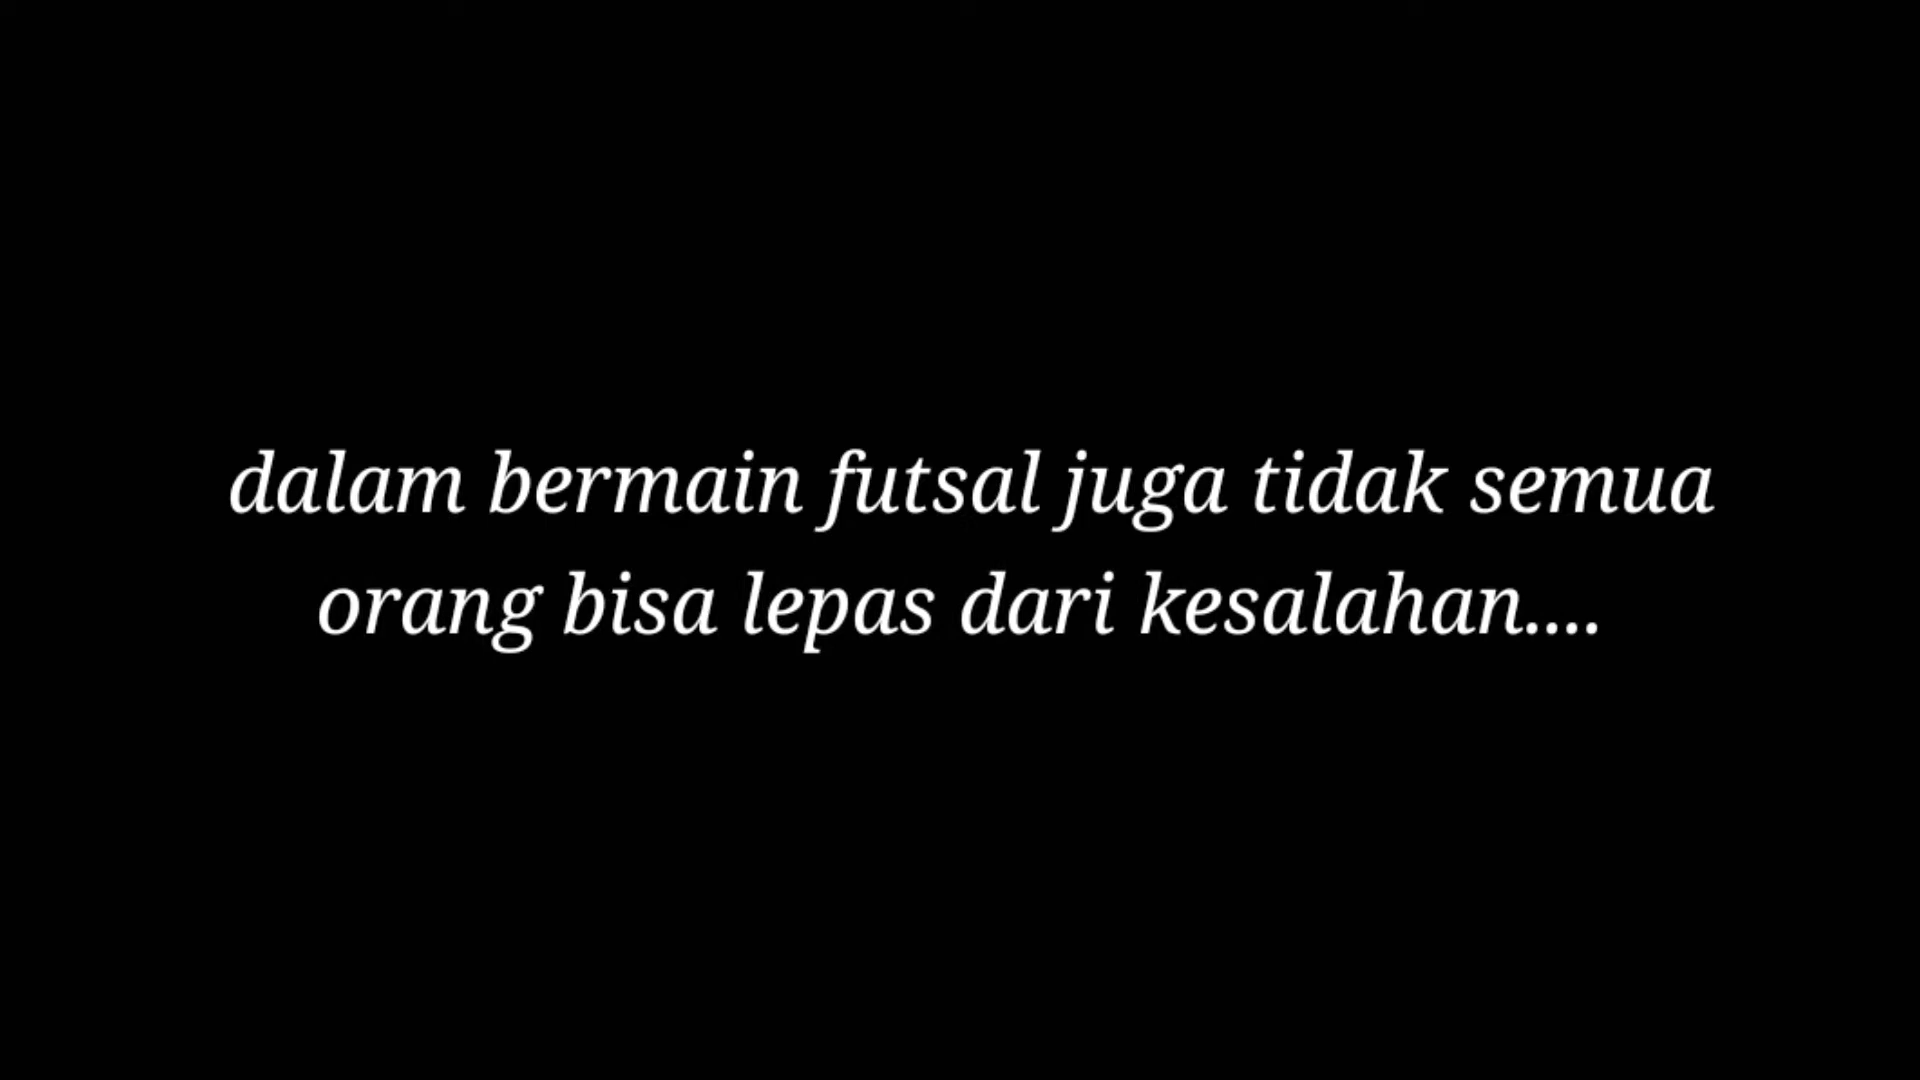 dalam bermain futsal juga tidak semua
orang bisa lepas dari kesalahan....